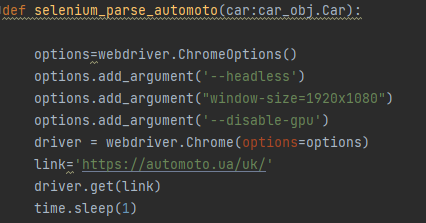 def selenium_parse_automoto(car:car_obj.Car):
options=webdriver.ChromeOptions()
options.add_argument('--headless')
options.add_argument("window-size=1920x1080")
options.add_argument('--disable-gpu')
driver = webdriver.Chrome(options=options)
link='https://automoto.ua/uk/'
driver.get(link)
time.sleep(1)